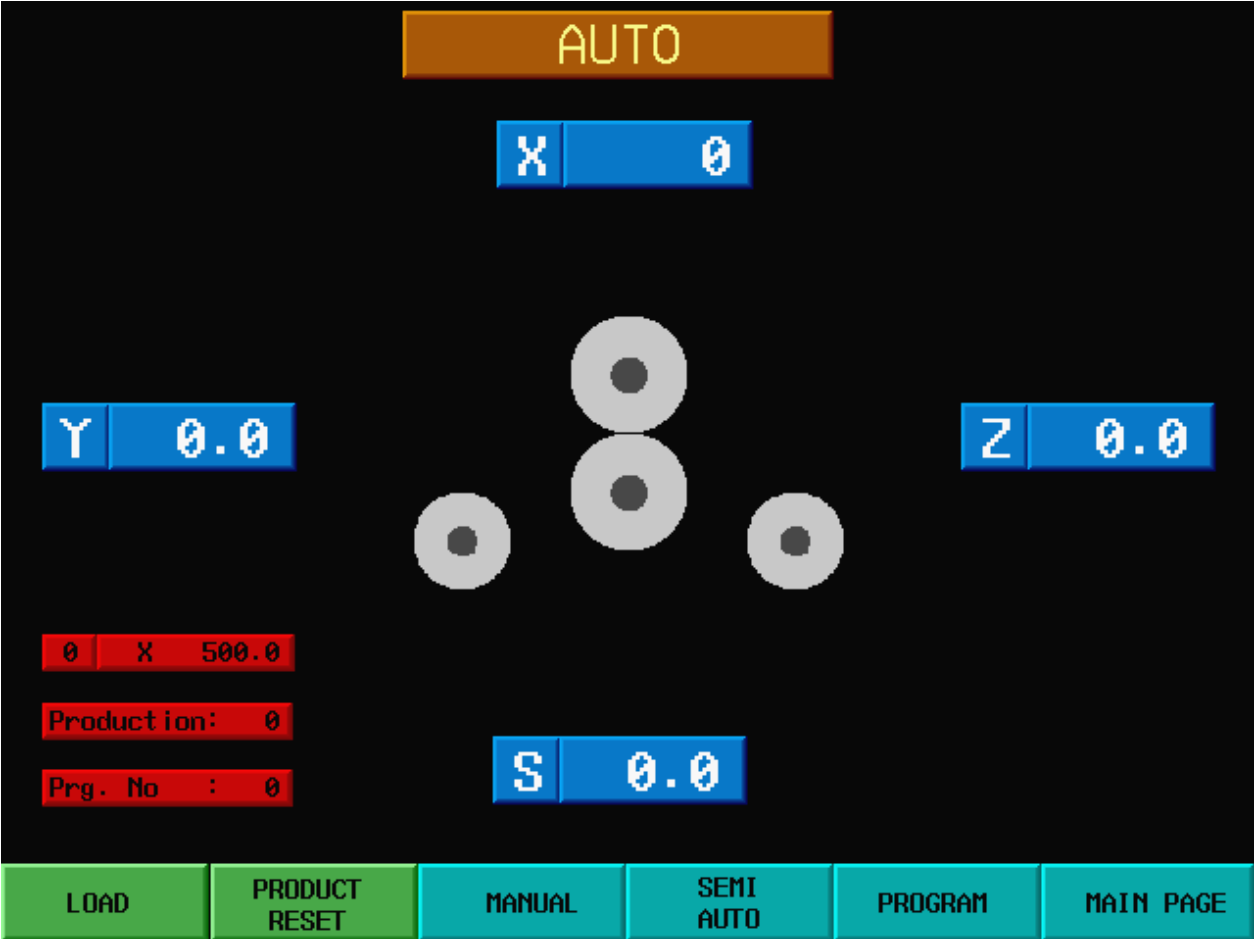 AUTO
X 0
Y 0.0
Z 0.0
0 X 500.0
Production: 0
Prg. No : 0
S 0.0
LOAD
PRODUCT
RESET
MANUAL
SEMI
AUTO
PROGRAM
MAIN PAGE